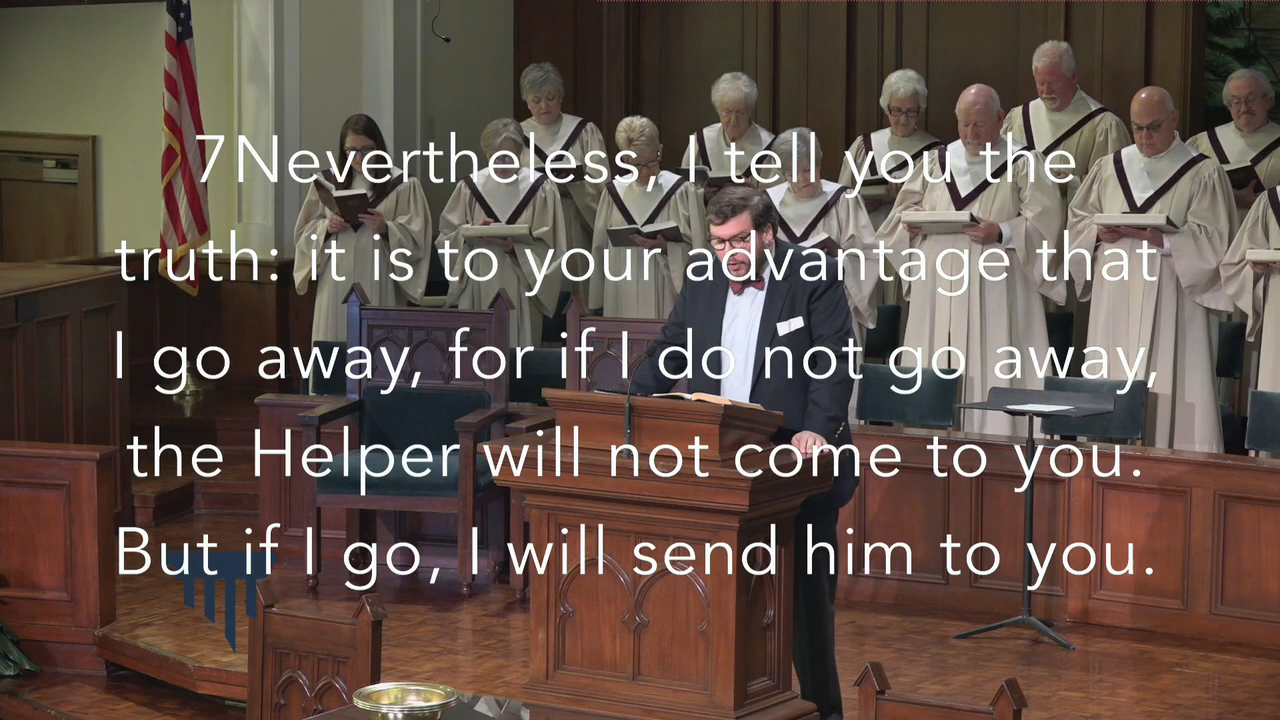 7Nevertheless, I tell you the
truth: it is to your advantage that
I go away, for if I do not go away,
the Helper will not come to you.
But if I go, I will send him to you.